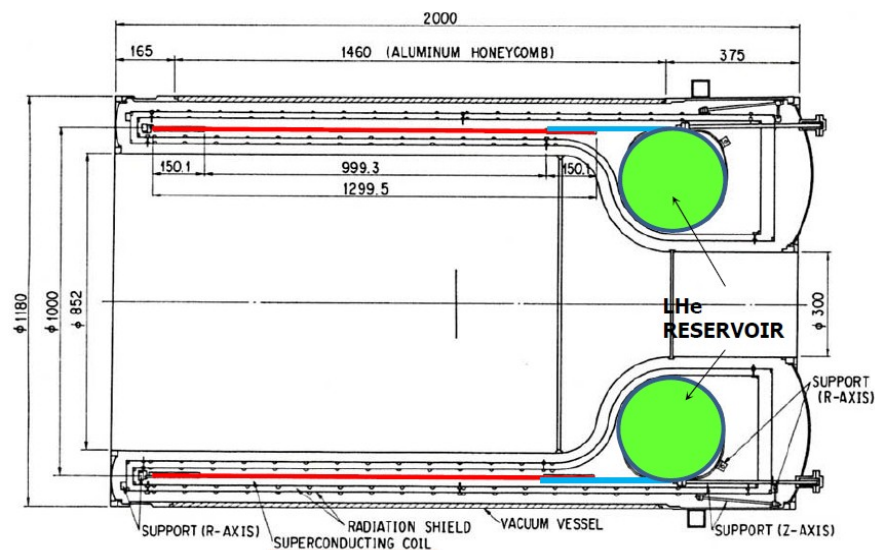 2000
165
1460 (ALUMINUM HONEYCOMB)
375
150.1
999.3
150.1
1299.5
ϕ1180
ϕ1000
ϕ852
LHe
RESERVOIR
ϕ300
SUPPORT
(R-AXIS)
SUPPORT (R-AXIS)
RADIATION SHIELD
SUPERCONDUCTING COIL
VACUUM VESSEL
SUPPORT (Z-AXIS)